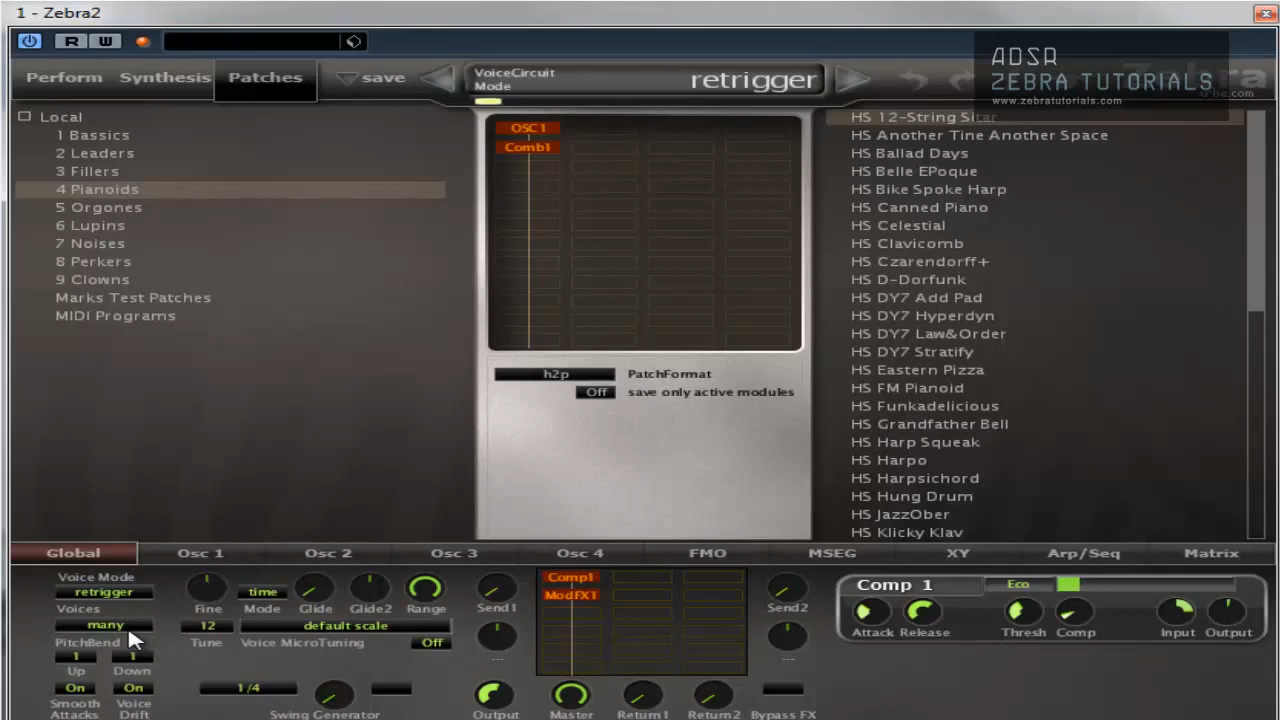 1 - Zebra2
R W
Perform Synthesis Patches save
VoiceCircuit
Mode
retrigger
ADSR
ZEBRA TUTORIALS
www.zebratutorials.com
Local
1 Bassics
2 Leaders
3 Fillers
4 Pianoids
5 Orgones
6 Lupins
7 Noises
8 Perkers
9 Clowns
Marks Test Patches
MIDI Programs
OSC1
Comb1
h2p PatchFormat
Off save only active modules
HS 12-String Sitar
HS Another Tine Another Space
HS Ballad Days
HS Belle EPoque
HS Bike Spoke Harp
HS Canned Piano
HS Celestial
HS Clavicomb
HS Czarendorff+
HS D-Dorfunk
HS DY7 Add Pad
HS DY7 Hyperdyn
HS DY7 Law&Order
HS DY7 Stratify
HS Eastern Pizza
HS FM Pianoid
HS Funkadelicious
HS Grandfather Bell
HS Harp Squeak
HS Harpo
HS Harpsichord
HS Hung Drum
HS JazzOber
HS Klicky Klav
Global Osc 1 Osc 2 Osc 3 Osc 4 FMO MSEG XY Arp/Seq Matrix
Voice Mode
retrigger
Voices
many
PitchBend
1 1
Up Down
On On
Smooth
Attacks
Voice
Drift
time
Fine Mode Glide Glide2 Range
12 default scale
Tune Voice MicroTuning Off
1/4
Swing Generator
Send1
---
Comp1
ModFX1
Send2
---
Output Master Return1 Return2 Bypass FX
Comp 1 Eco
Attack Release Thresh Comp Input Output